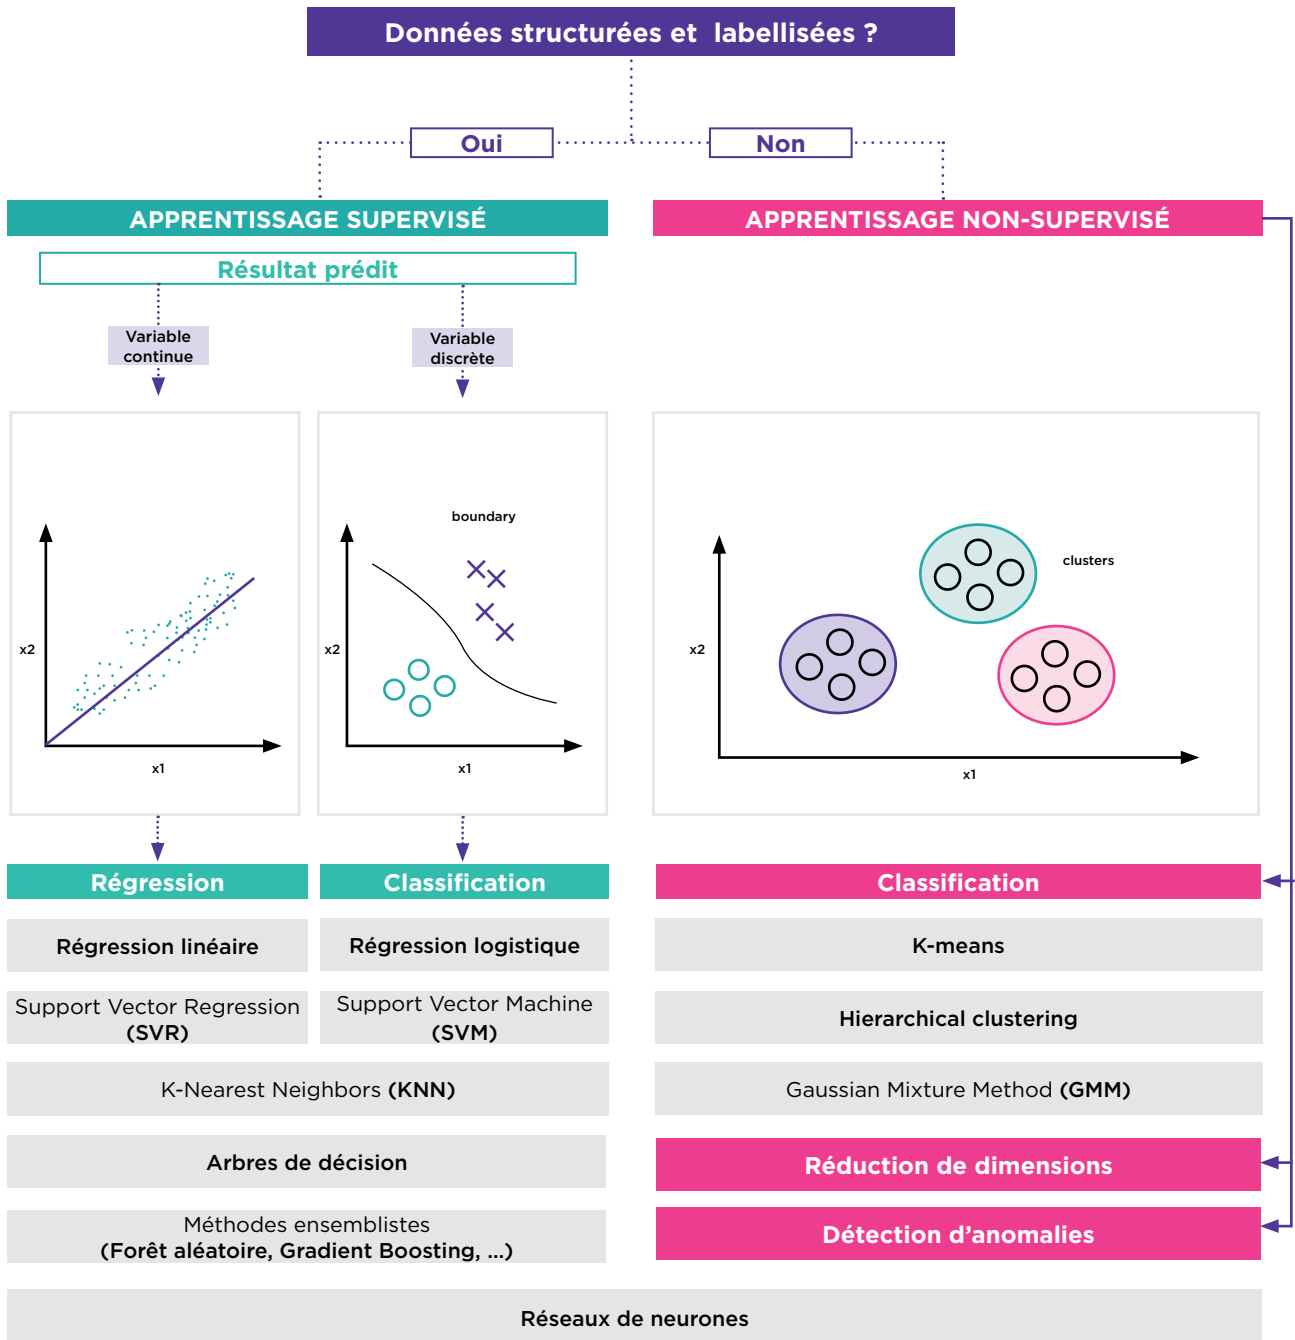 Données structurées et labellisées ?
Oui
Non
APPRENTISSAGE SUPERVISÉ
APPRENTISSAGE NON-SUPERVISÉ
Résultat prédit
Variable
continue
Variable
discrète
x2
x1
boundary
x2
x1
clusters
x2
x1
Régression
Classification
Classification
Régression linéaire
Régression logistique
K-means
Support Vector Regression
(SVR)
Support Vector Machine
(SVM)
Hierarchical clustering
K-Nearest Neighbors (KNN)
Gaussian Mixture Method (GMM)
Arbres de décision
Réduction de dimensions
Méthodes ensemblistes
(Forêt aléatoire, Gradient Boosting, ...)
Détection d’anomalies
Réseaux de neurones